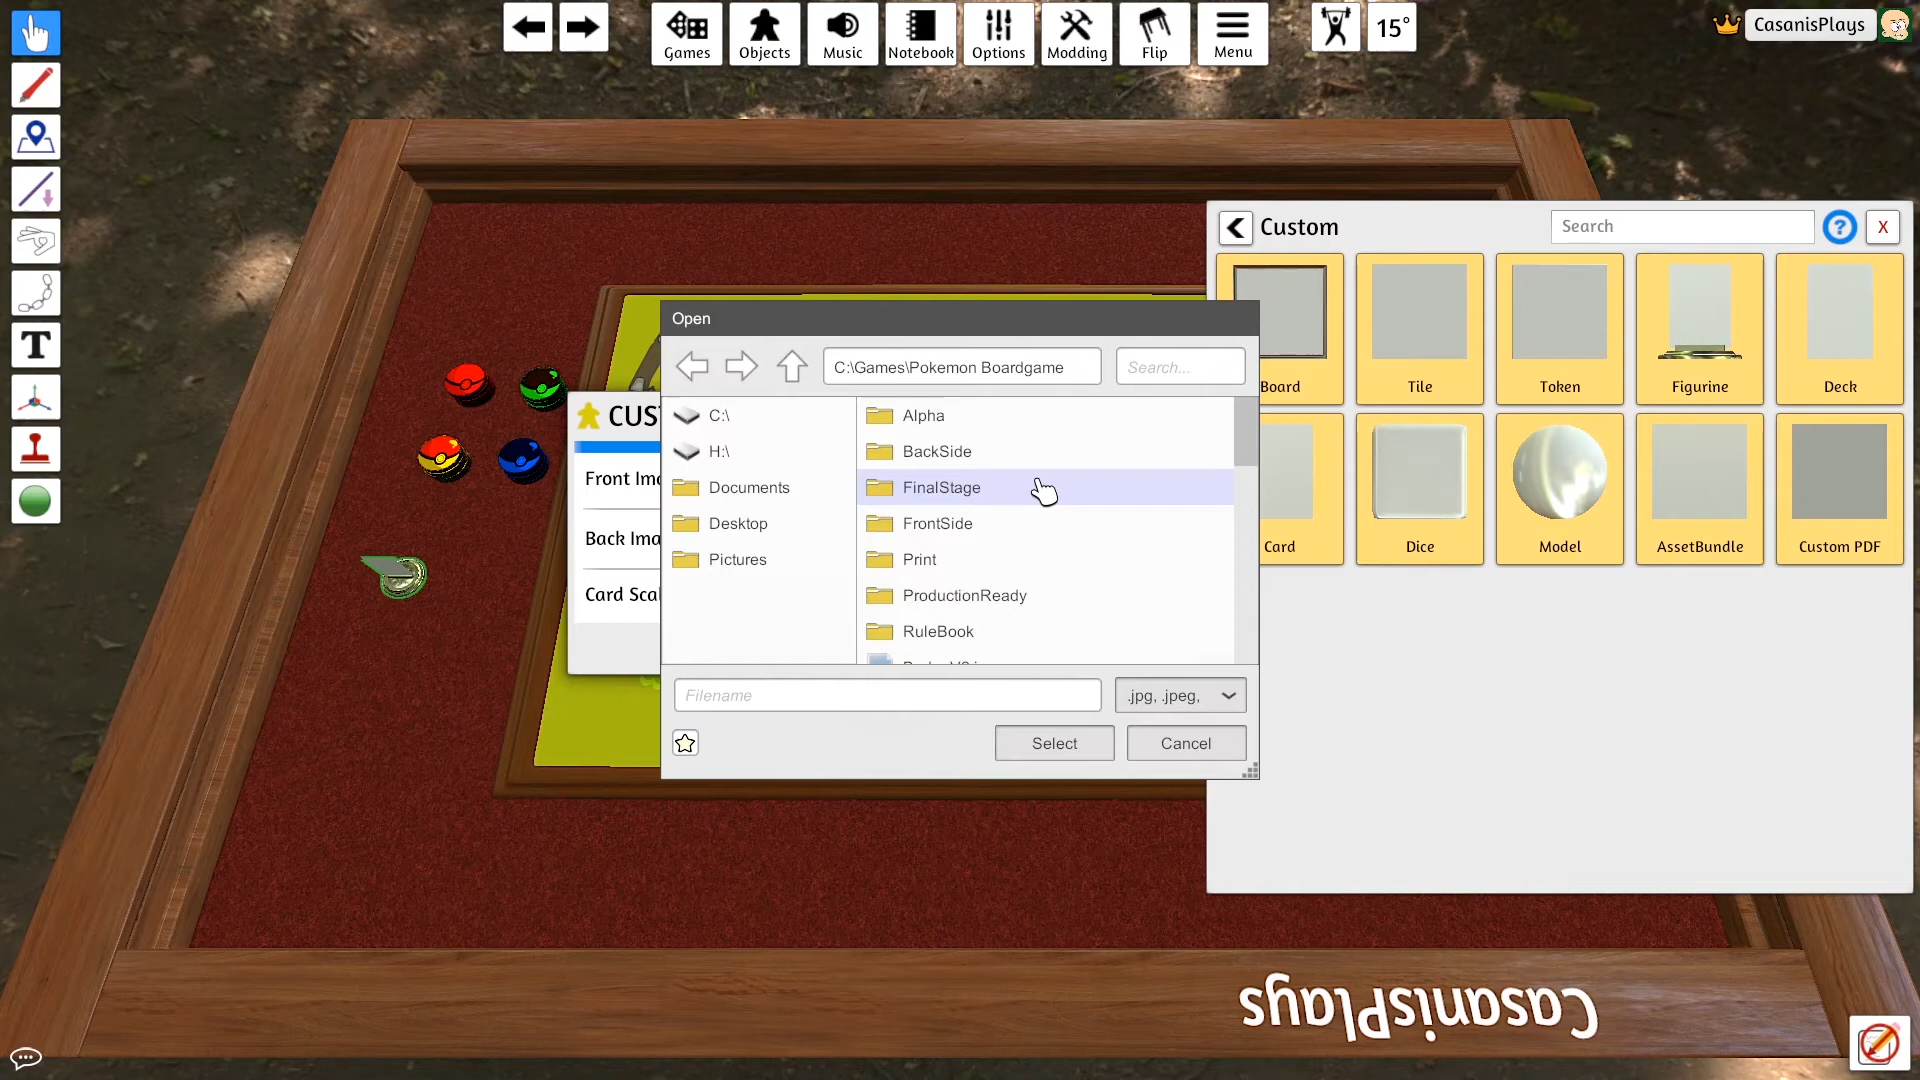 Games
Objects
Music
Notebook
Options
Modding
Flip
Menu
15°
CasanisPlays
Custom
Search
?
X
Board
Tile
Token
Figurine
Deck
Card
Dice
Model
AssetBundle
Custom PDF
CUS
Front Ima
Back Ima
Card Scal
Open
C:\Games\Pokemon Boardgame
Search...
C:\
H:\
Documents
Desktop
Pictures
Alpha
BackSide
FinalStage
FrontSide
Print
ProductionReady
RuleBook
Filename
.jpg, .jpeg,
Select
Cancel
T
CasanisPlays